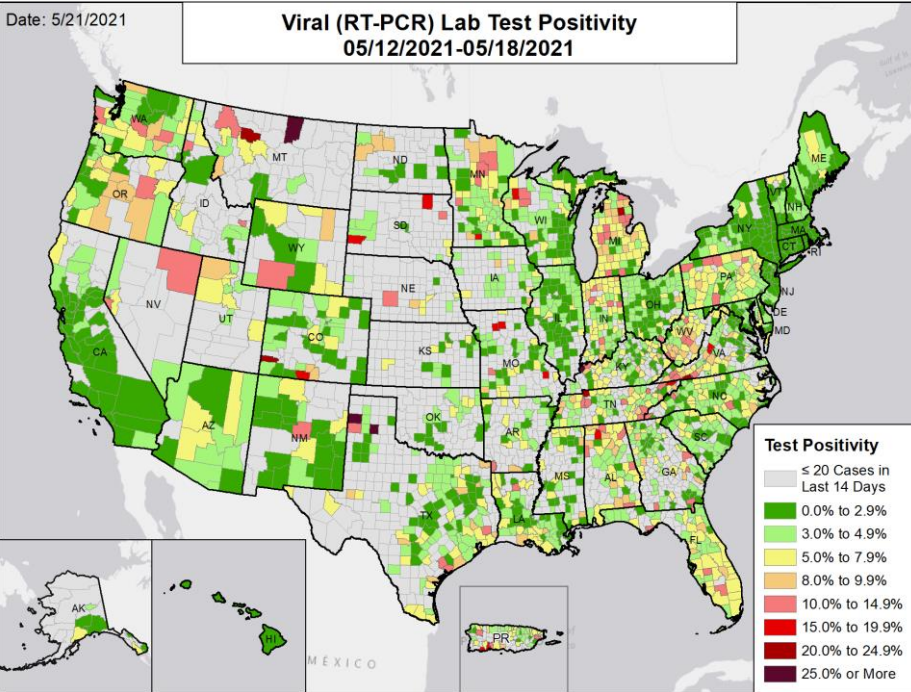 Date: 5/21/2021
Viral (RT-PCR) Lab Test Positivity
05/12/2021-05/18/2021
WA
MT
ND
MN
ME
OR
ID
SD
WI
VT
NH
NY
MA
CT
RI
WY
MI
IA
PA
NJ
NV
NE
OH
IN
IL
DE
MD
UT
CO
WV
VA
CA
KS
MO
KY
NC
TN
AZ
NM
OK
AR
SC
MS
AL
GA
TX
LA
FL
AK
HI
PR
MÉXICO
Test Positivity
≤ 20 Cases in
Last 14 Days
0.0% to 2.9%
3.0% to 4.9%
5.0% to 7.9%
8.0% to 9.9%
10.0% to 14.9%
15.0% to 19.9%
20.0% to 24.9%
25.0% or More